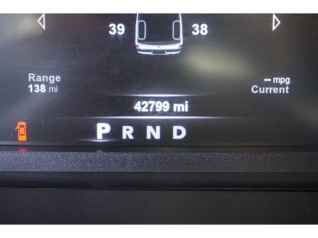 39 38
Range
138 mi
-- mpg
Current
42799 mi
P R N D